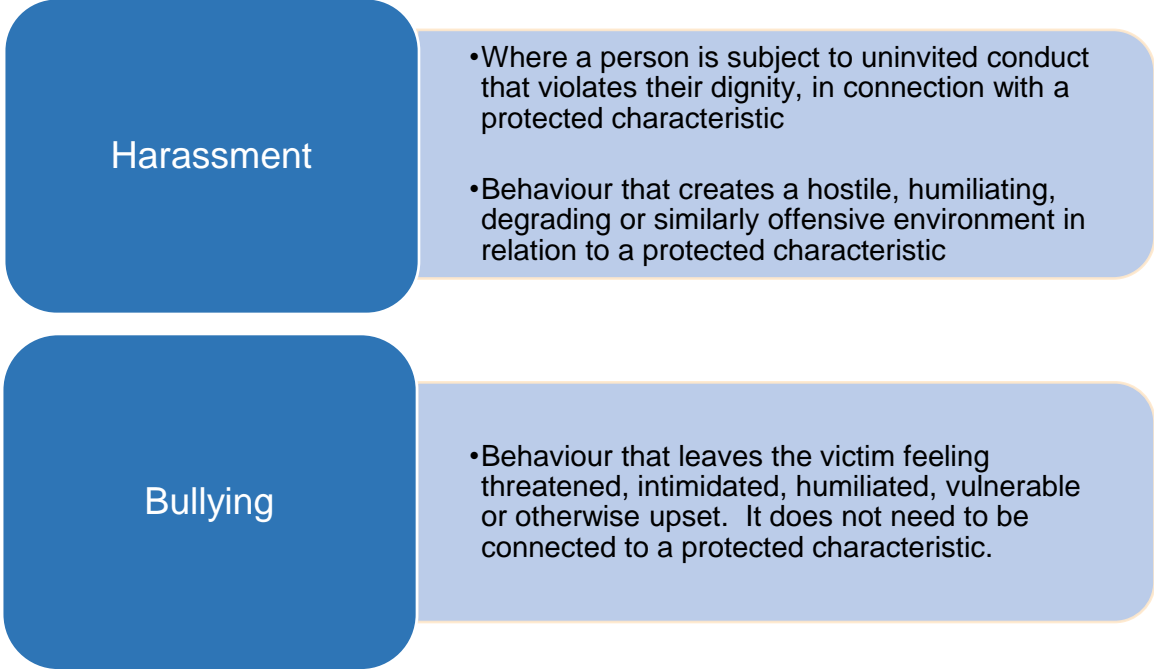 Harassment
•Where a person is subject to uninvited conduct
that violates their dignity, in connection with a
protected characteristic
•Behaviour that creates a hostile, humiliating,
degrading or similarly offensive environment in
relation to a protected characteristic
Bullying
•Behaviour that leaves the victim feeling
threatened, intimidated, humiliated, vulnerable
or otherwise upset.  It does not need to be
connected to a protected characteristic.